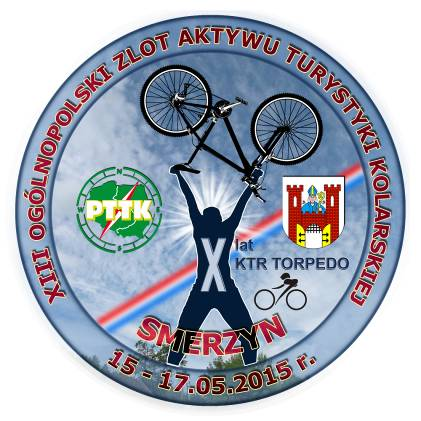 XIII OGÓLNOPOLSKI ZLOT AKTYWU TURYSTYKI KOLARSKIEJ
PTTK
X lat
KTR TORPEDO
SMERZYN
15 - 17.05.2015 r.